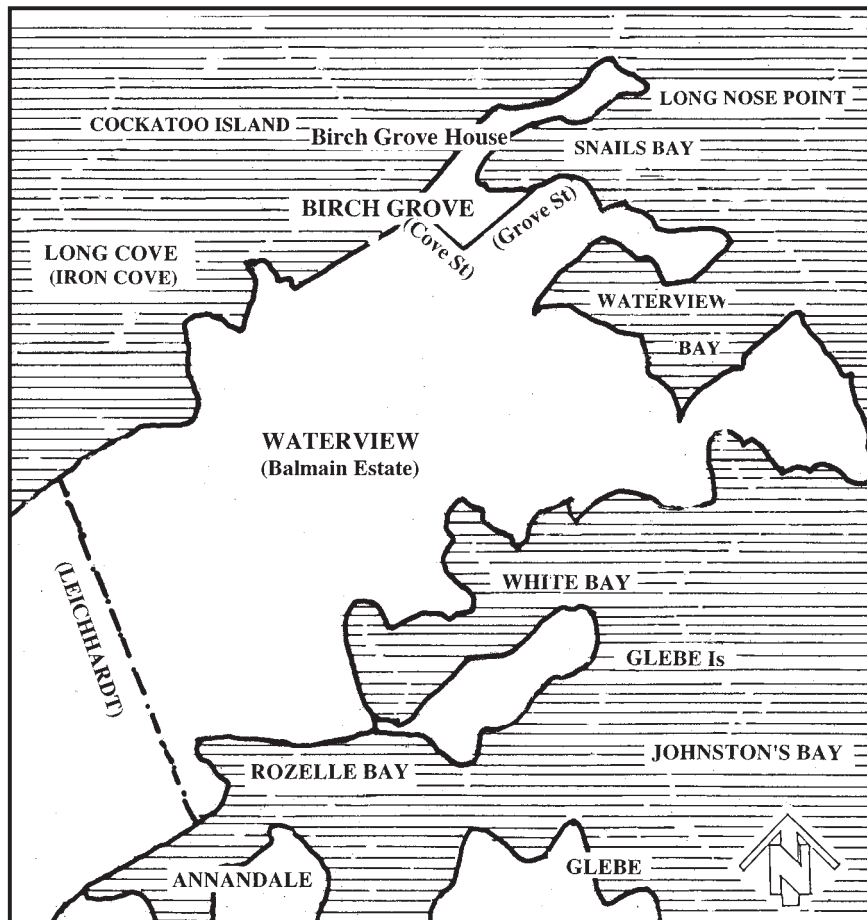 LONG NOSE POINT
COCKATOO ISLAND
Birch Grove House
SNAILS BAY
BIRCH GROVE
(Grove St)
(Cove St)
LONG COVE
(IRON COVE)
WATERVIEW
BAY
WATERVIEW
(Balmain Estate)
(LEICHHARDT)
WHITE BAY
GLEBE Is
JOHNSTON'S BAY
ROZELLE BAY
ANNANDALE
GLEBE
N